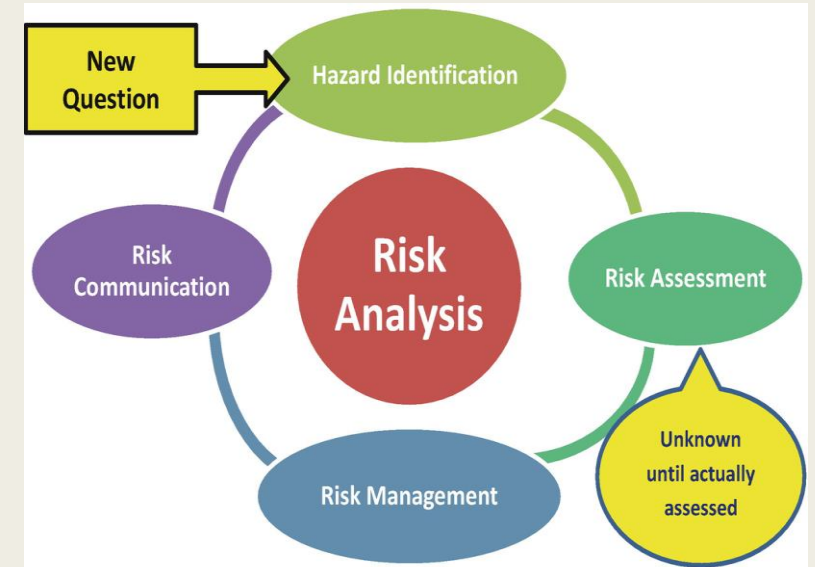 New
Question
Hazard Identification
Risk
Communication
Risk
Analysis
Risk Assessment
Unknown
until actually
assessed
Risk Management